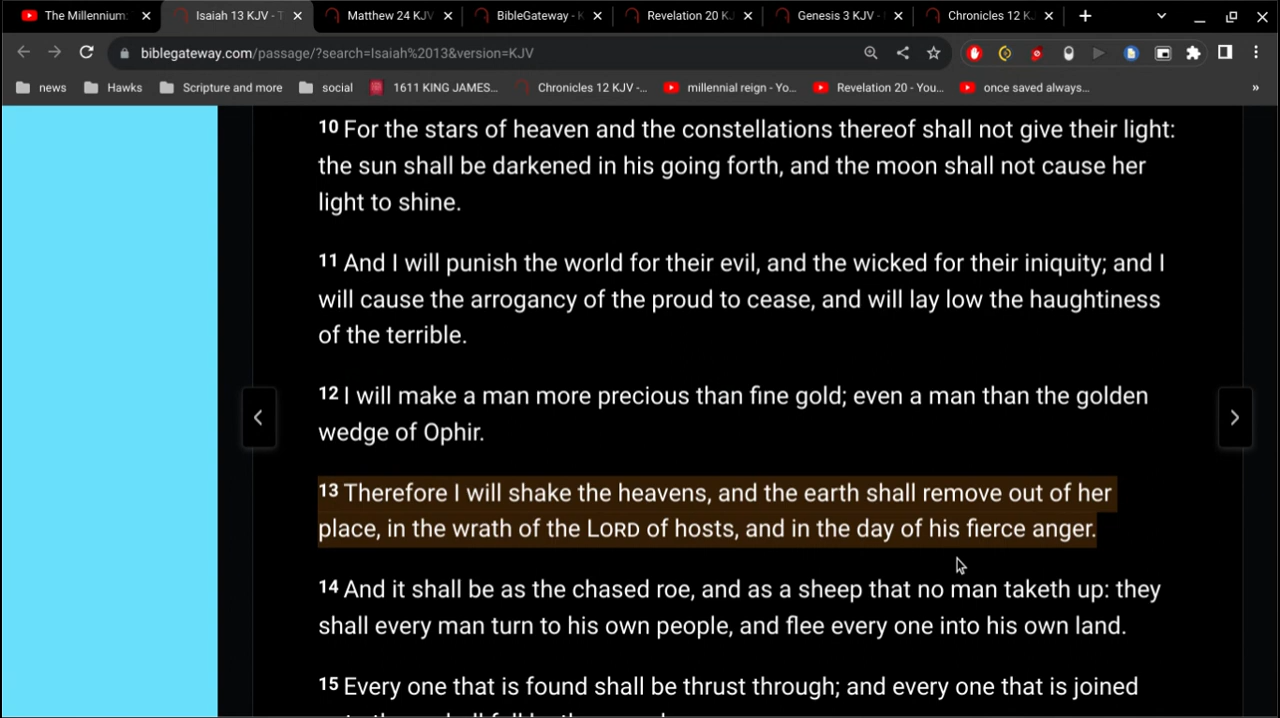 The Millennium:
Isaiah 13 KJV - T
Matthew 24 KJV
BibleGateway - K
Revelation 20 KJ
Genesis 3 KJV -
Chronicles 12 KJ
biblegateway.com/passage/?search=Isaiah%2013&version=KJV
news
Hawks
Scripture and more
social
1611 KING JAMES...
Chronicles 12 KJV -...
millennial reign - Yo...
Revelation 20 - You...
once saved always...
»
10 For the stars of heaven and the constellations thereof shall not give their light:
the sun shall be darkened in his going forth, and the moon shall not cause her
light to shine.
11 And I will punish the world for their evil, and the wicked for their iniquity; and I
will cause the arrogancy of the proud to cease, and will lay low the haughtiness
of the terrible.
12 I will make a man more precious than fine gold; even a man than the golden
wedge of Ophir.
13 Therefore I will shake the heavens, and the earth shall remove out of her
place, in the wrath of the LORD of hosts, and in the day of his fierce anger.
14 And it shall be as the chased roe, and as a sheep that no man taketh up: they
shall every man turn to his own people, and flee every one into his own land.
15 Every one that is found shall be thrust through; and every one that is joined